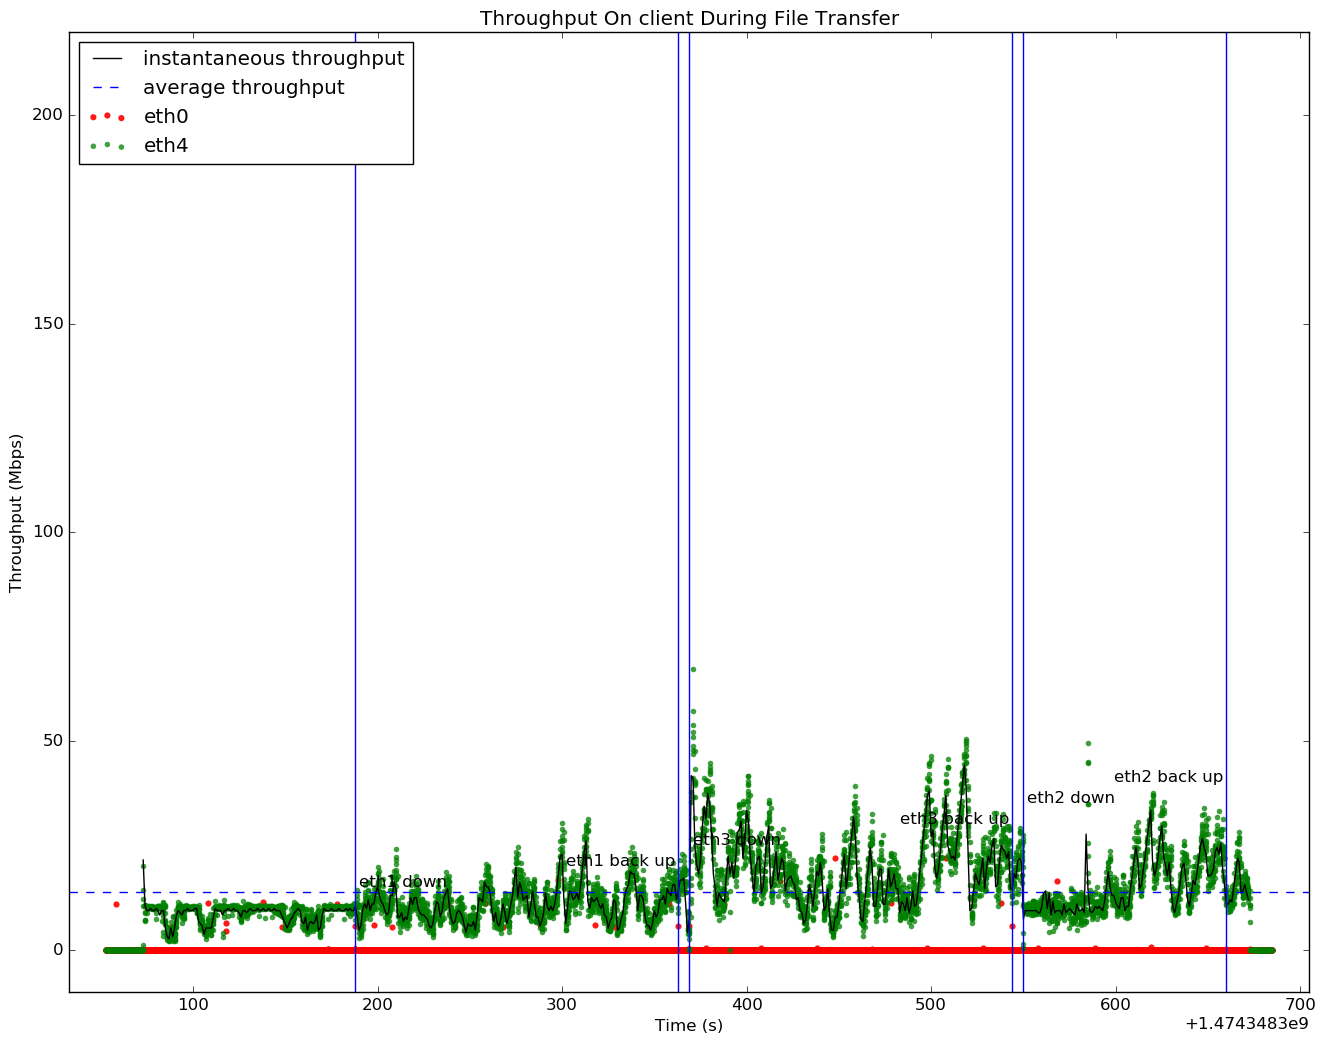 Throughput On client During File Transfer
instantaneous throughput
average throughput
eth0
eth4
Throughput (Mbps)
200
150
100
50
0
eth1 down
eth1 back up
eth3 down
eth3 back up
eth2 down
eth2 back up
100
200
300
400
500
600
700
Time (s)
+1.4743483e9